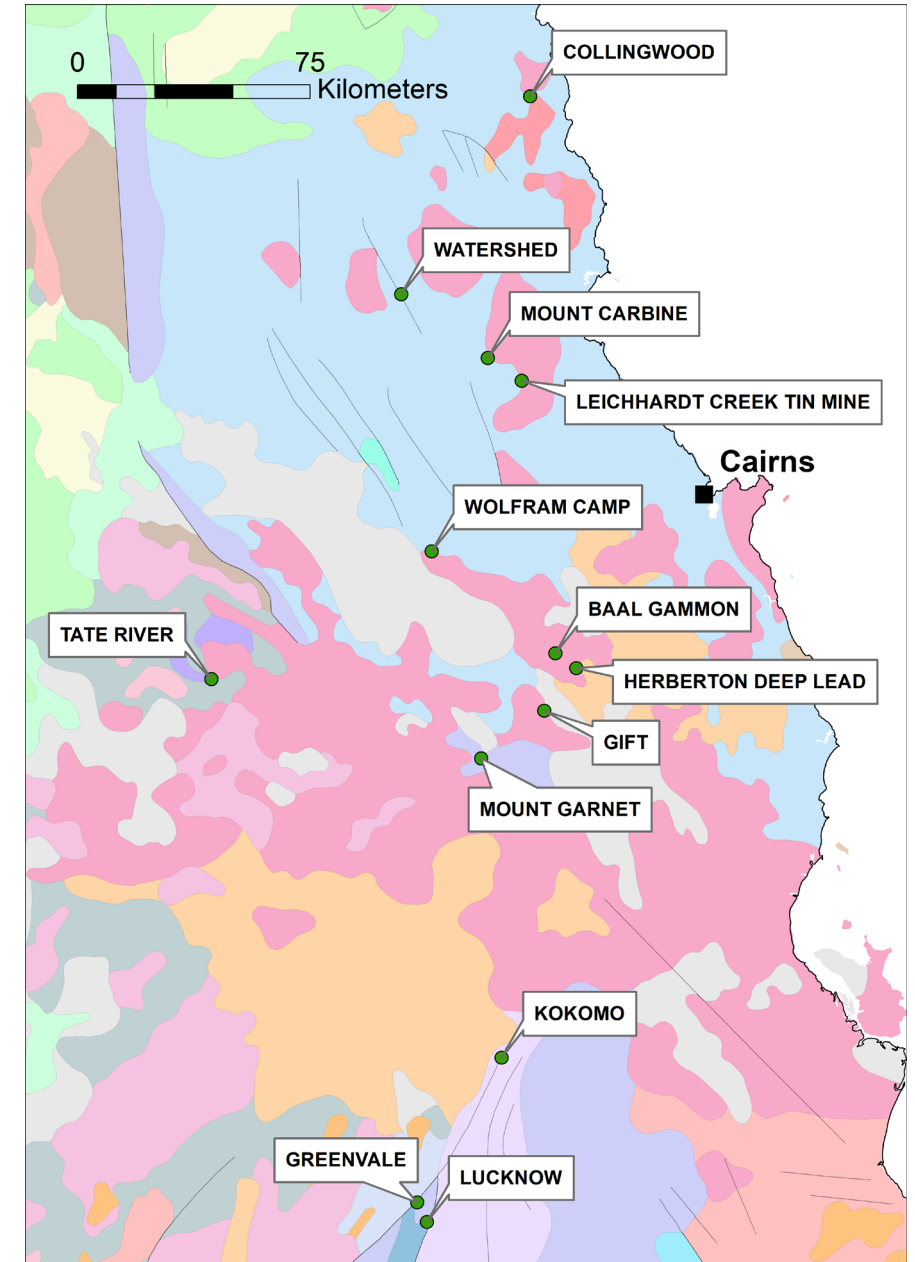 COLLINGWOOD
0 75
Kilometers
WATERSHED
MOUNT CARBINE
LEICHHARDT CREEK TIN MINE
Cairns
WOLFRAM CAMP
BAAL GAMMON
TATE RIVER
HERBERTON DEEP LEAD
GIFT
MOUNT GARNET
KOKOMO
GREENVALE
LUCKNOW